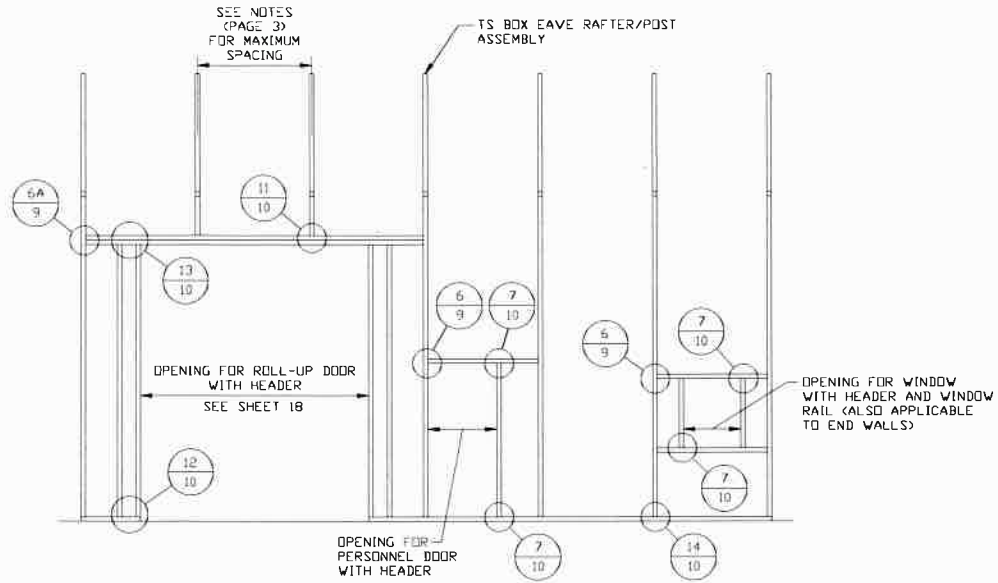 SEE NOTES
(PAGE 3)
FOR MAXIMUM
SPACING
TS BOX EAVE RAFTER/POST
ASSEMBLY
6A
9
11
10
13
10
6
9
7
10
6
9
7
10
OPENING FOR ROLL-UP DOOR
WITH HEADER
SEE SHEET 18
OPENING FOR WINDOW
WITH HEADER AND WINDOW
RAIL (ALSO APPLICABLE
TO END WALLS)
12
10
7
10
OPENING FOR
PERSONNEL DOOR
WITH HEADER
7
10
14
10